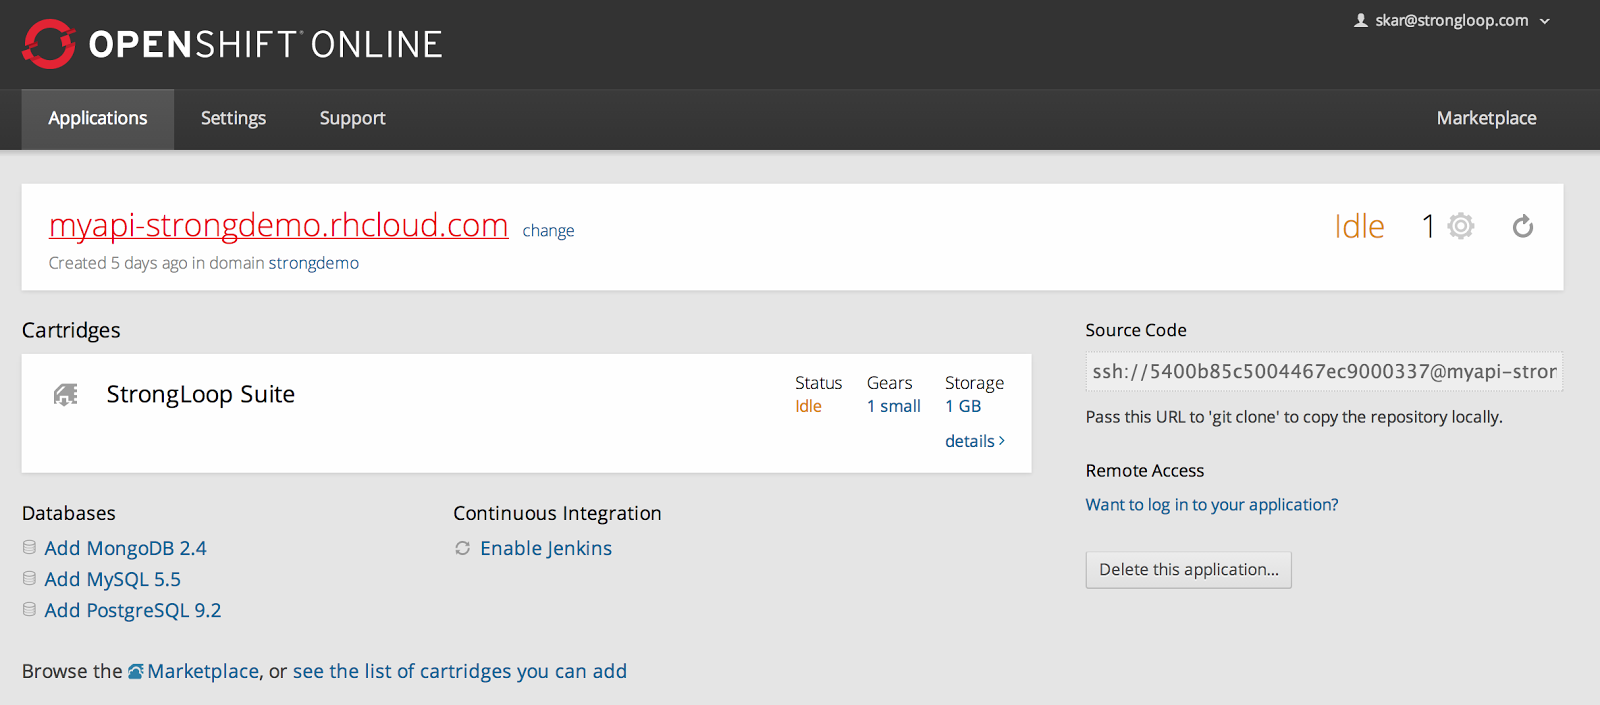 OPENSHIFT ONLINE
skar@strongloop.com
Applications Settings Support Marketplace
myapi-strongdemo.rhcloud.com change
Idle 1
Created 5 days ago in domain strongdemo
Cartridges
StrongLoop Suite
Status Gears Storage
Idle 1 small 1 GB
details ›
Databases
Add MongoDB 2.4
Add MySQL 5.5
Add PostgreSQL 9.2
Continuous Integration
Enable Jenkins
Browse the Marketplace, or see the list of cartridges you can add
Source Code
ssh://5400b85c5004467ec9000337@myapi-stror
Pass this URL to 'git clone' to copy the repository locally.
Remote Access
Want to log in to your application?
Delete this application...